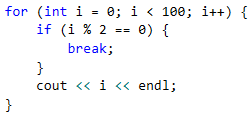 for (int i = 0; i < 100; i++) {
    if (i % 2 == 0) {
        break;
    }
    cout << i << endl;
}